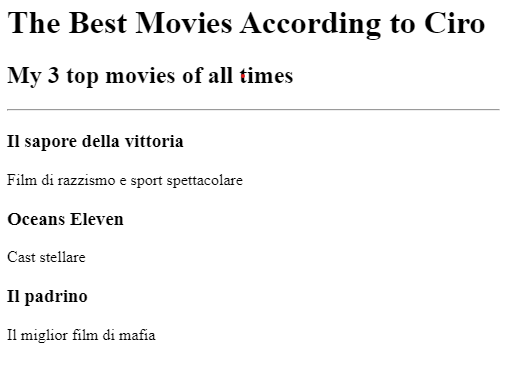 The Best Movies According to Ciro
My 3 top movies of all times
Il sapore della vittoria
Film di razzismo e sport spettacolare
Oceans Eleven
Cast stellare
Il padrino
Il miglior film di mafia